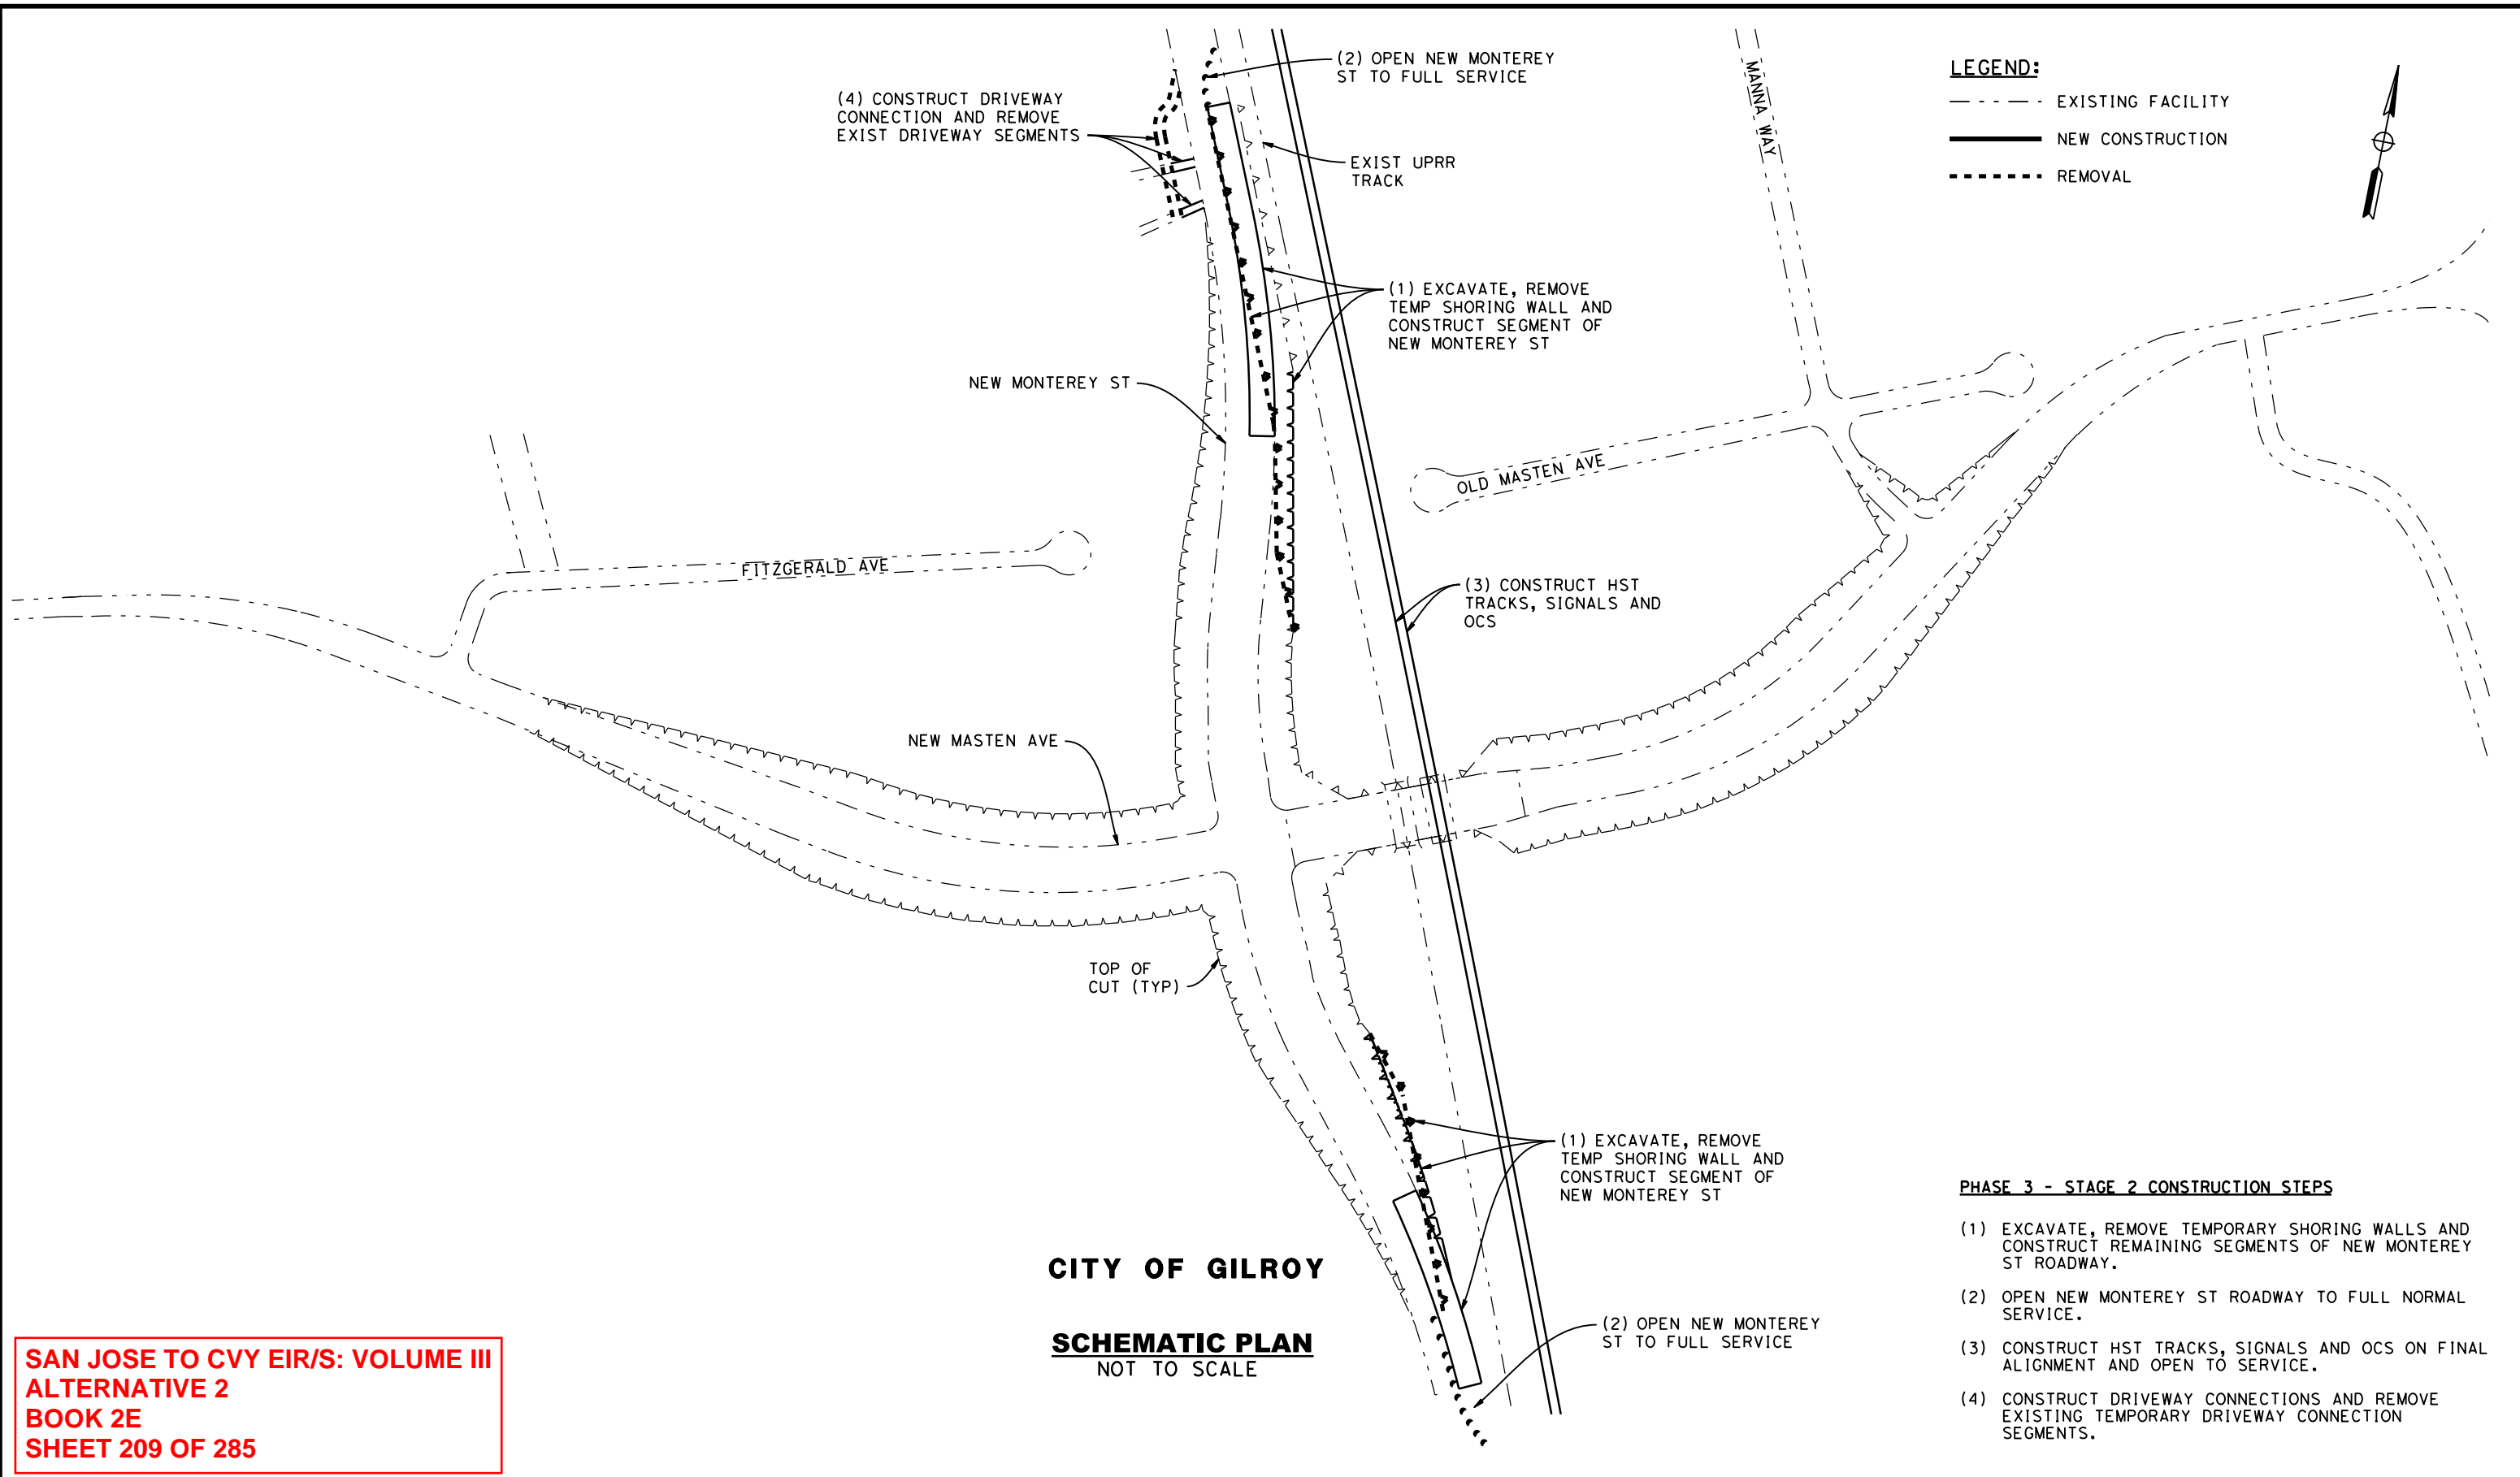 (2) OPEN NEW MONTEREY
ST TO FULL SERVICE
(4) CONSTRUCT DRIVEWAY
CONNECTION AND REMOVE
EXIST DRIVEWAY SEGMENTS
EXIST UPRR
TRACK
MANNA WAY
LEGEND:
EXISTING FACILITY
NEW CONSTRUCTION
REMOVAL
(1) EXCAVATE, REMOVE
TEMP SHORING WALL AND
CONSTRUCT SEGMENT OF
NEW MONTEREY ST
NEW MONTEREY ST
OLD MASTEN AVE
FITZGERALD AVE
(3) CONSTRUCT HST
TRACKS, SIGNALS AND
OCS
NEW MASTEN AVE
TOP OF
CUT (TYP)
(1) EXCAVATE, REMOVE
TEMP SHORING WALL AND
CONSTRUCT SEGMENT OF
NEW MONTEREY ST
(2) OPEN NEW MONTEREY
ST TO FULL SERVICE
CITY OF GILROY
SCHEMATIC PLAN
NOT TO SCALE
PHASE 3 - STAGE 2 CONSTRUCTION STEPS
(1) EXCAVATE, REMOVE TEMPORARY SHORING WALLS AND
CONSTRUCT REMAINING SEGMENTS OF NEW MONTEREY
ST ROADWAY.
(2) OPEN NEW MONTEREY ST ROADWAY TO FULL NORMAL
SERVICE.
(3) CONSTRUCT HST TRACKS, SIGNALS AND OCS ON FINAL
ALIGNMENT AND OPEN TO SERVICE.
(4) CONSTRUCT DRIVEWAY CONNECTIONS AND REMOVE
EXISTING TEMPORARY DRIVEWAY CONNECTION
SEGMENTS.
SAN JOSE TO CVY EIR/S: VOLUME III
ALTERNATIVE 2
BOOK 2E
SHEET 209 OF 285